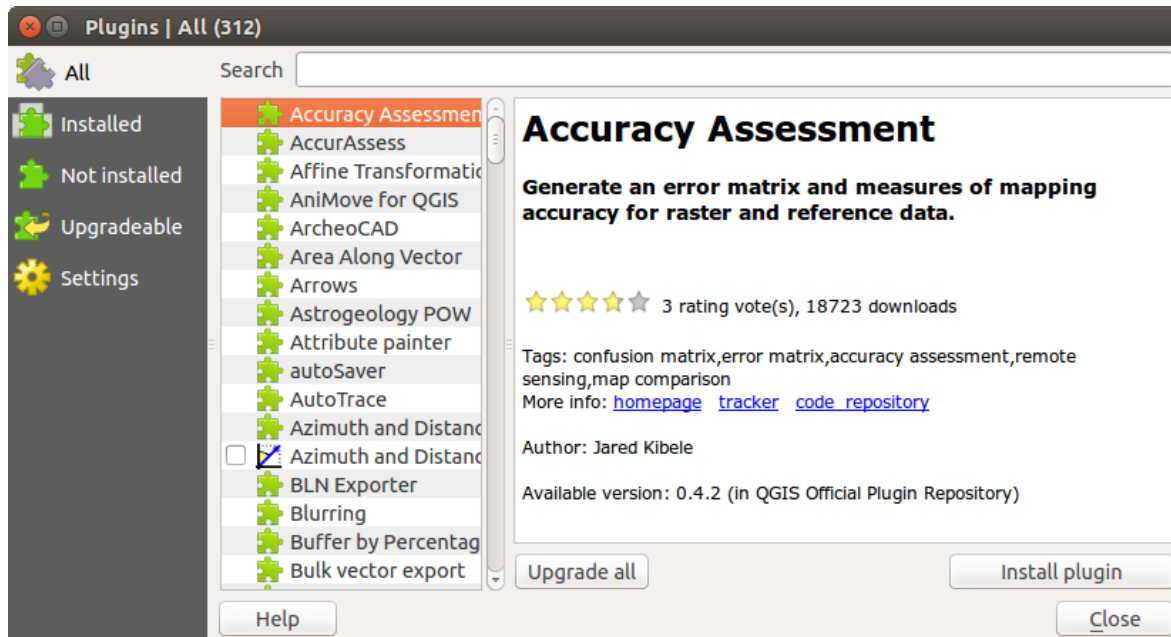 Plugins | All (312)
All
Installed
Not installed
Upgradeable
Settings
Search
Accuracy Assessmen
AccurAssess
Affine Transformatio
AniMove for QGIS
ArcheoCAD
Area Along Vector
Arrows
Astrogeology POW
Attribute painter
autoSaver
AutoTrace
Azimuth and Distanc
Azimuth and Distanc
BLN Exporter
Blurring
Buffer by Percentag
Bulk vector export
Accuracy Assessment
Generate an error matrix and measures of mapping
accuracy for raster and reference data.
3 rating vote(s), 18723 downloads
Tags: confusion matrix,error matrix,accuracy assessment,remote
sensing,map comparison
More info: homepage tracker code repository
Author: Jared Kibele
Available version: 0.4.2 (in QGIS Official Plugin Repository)
Upgrade all
Install plugin
Help
Close